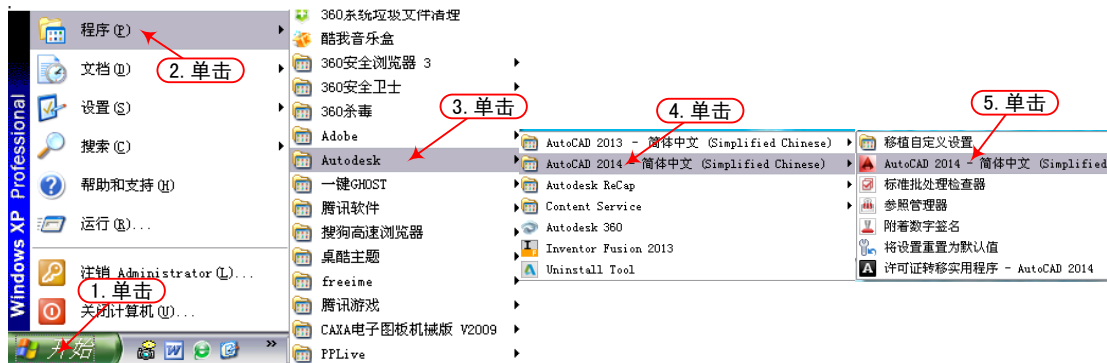 Windows XP Professional
程序(P)
2. 单击
文档(D)
设置(S)
搜索(C)
帮助和支持(H)
运行(R)...
注销 Administrator(L)...
1. 单击
关闭计算机(U)...
开始
»
360系统垃圾文件清理
酷我音乐盒
360安全浏览器 3
360安全卫士
360杀毒
3. 单击
Adobe
Autodesk
一键GHOST
腾讯软件
搜狗高速浏览器
桌酷主题
freeime
腾讯游戏
CAXA电子图板机械版 V2009
PPLive
4. 单击
AutoCAD 2013 - 简体中文 (Simplified Chinese)
AutoCAD 2014 - 简体中文 (Simplified Chinese)
Autodesk ReCap
Content Service
Autodesk 360
Inventor Fusion 2013
Uninstall Tool
5. 单击
移植自定义设置
AutoCAD 2014 - 简体中文 (Simplified
标准批处理检查器
参照管理器
附着数字签名
将设置重置为默认值
许可证转移实用程序 - AutoCAD 2014